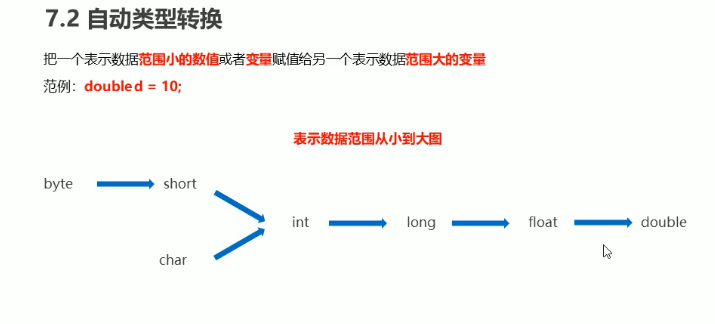 7.2 自动类型转换
把一个表示数据范围小的数值或者变量赋值给另一个表示数据范围大的变量
范例：double d = 10;
表示数据范围从小到大图
byte
short
int
long
float
double
char